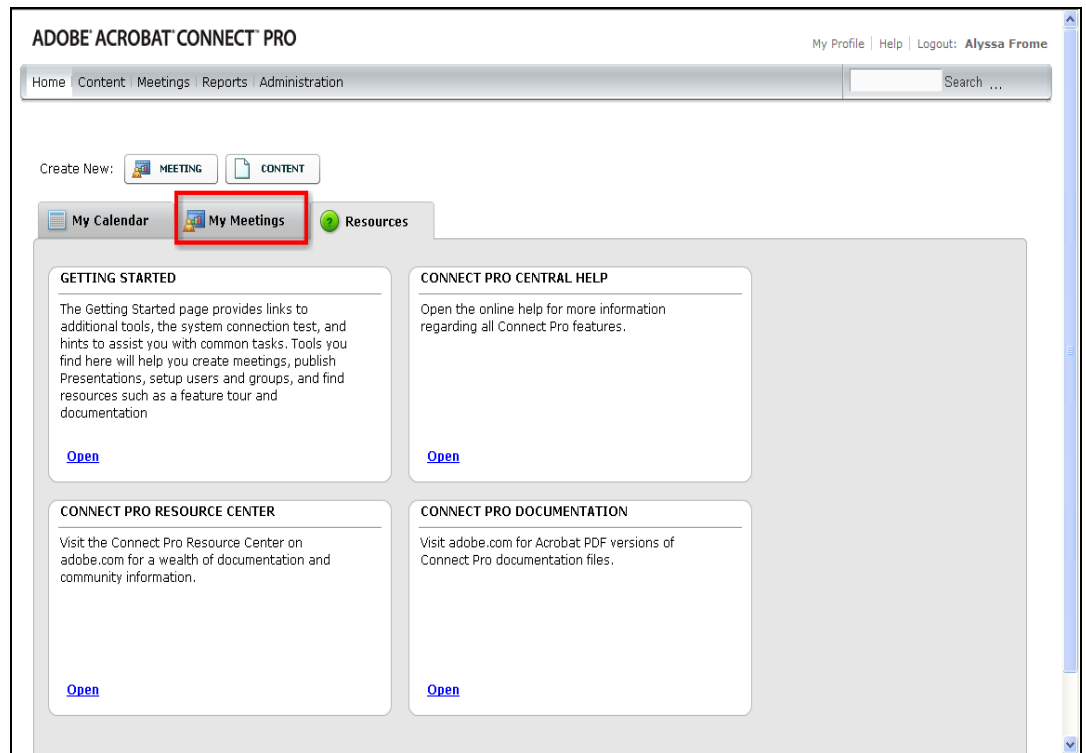 ADOBE® ACROBAT® CONNECT™ PRO
My Profile | Help | Logout: Alyssa Frome
Home | Content | Meetings | Reports | Administration
Search ...
Create New: MEETING CONTENT
My Calendar My Meetings ? Resources
GETTING STARTED
The Getting Started page provides links to
additional tools, the system connection test, and
hints to assist you with common tasks. Tools you
find here will help you create meetings, publish
Presentations, setup users and groups, and find
resources such as a feature tour and
documentation
Open
CONNECT PRO CENTRAL HELP
Open the online help for more information
regarding all Connect Pro features.
Open
CONNECT PRO RESOURCE CENTER
Visit the Connect Pro Resource Center on
adobe.com for a wealth of documentation and
community information.
Open
CONNECT PRO DOCUMENTATION
Visit adobe.com for Acrobat PDF versions of
Connect Pro documentation files.
Open